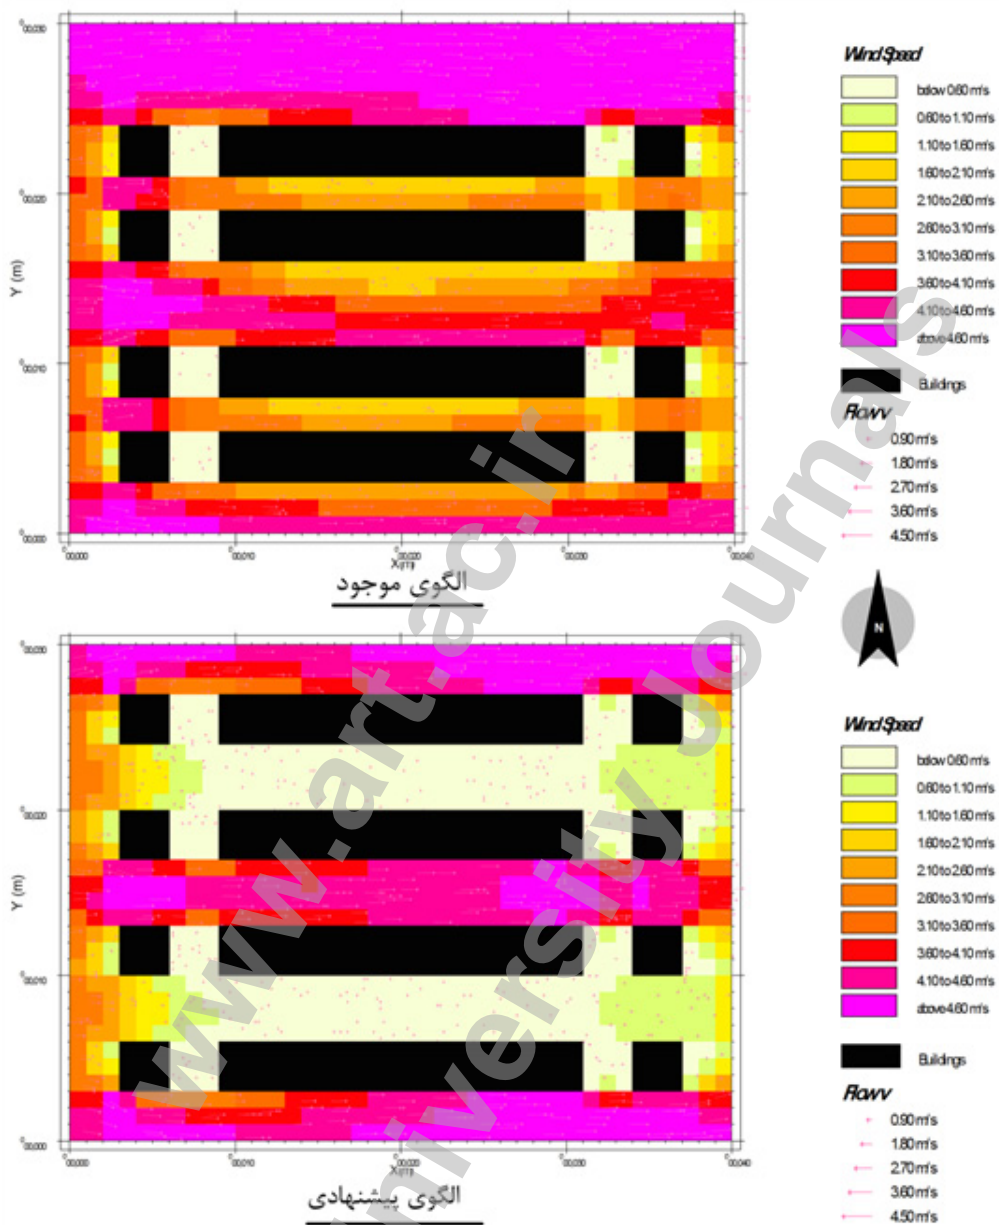 Wind Speed
below 0.60 m/s
0.60 to 1.10 m/s
1.10 to 1.60 m/s
1.60 to 2.10 m/s
2.10 to 2.60 m/s
2.60 to 3.10 m/s
3.10 to 3.60 m/s
3.60 to 4.10 m/s
4.10 to 4.60 m/s
above 4.60 m/s
Buildings
Flow v
0.90 m/s
1.80 m/s
2.70 m/s
3.60 m/s
4.50 m/s
Y (m)
X (m)
الگوی موجود
N
Wind Speed
below 0.60 m/s
0.60 to 1.10 m/s
1.10 to 1.60 m/s
1.60 to 2.10 m/s
2.10 to 2.60 m/s
2.60 to 3.10 m/s
3.10 to 3.60 m/s
3.60 to 4.10 m/s
4.10 to 4.60 m/s
above 4.60 m/s
Buildings
Flow v
0.90 m/s
1.80 m/s
2.70 m/s
3.60 m/s
4.50 m/s
Y (m)
X (m)
الگوی پیشنهادی
www.art.ac.ir
University Journals